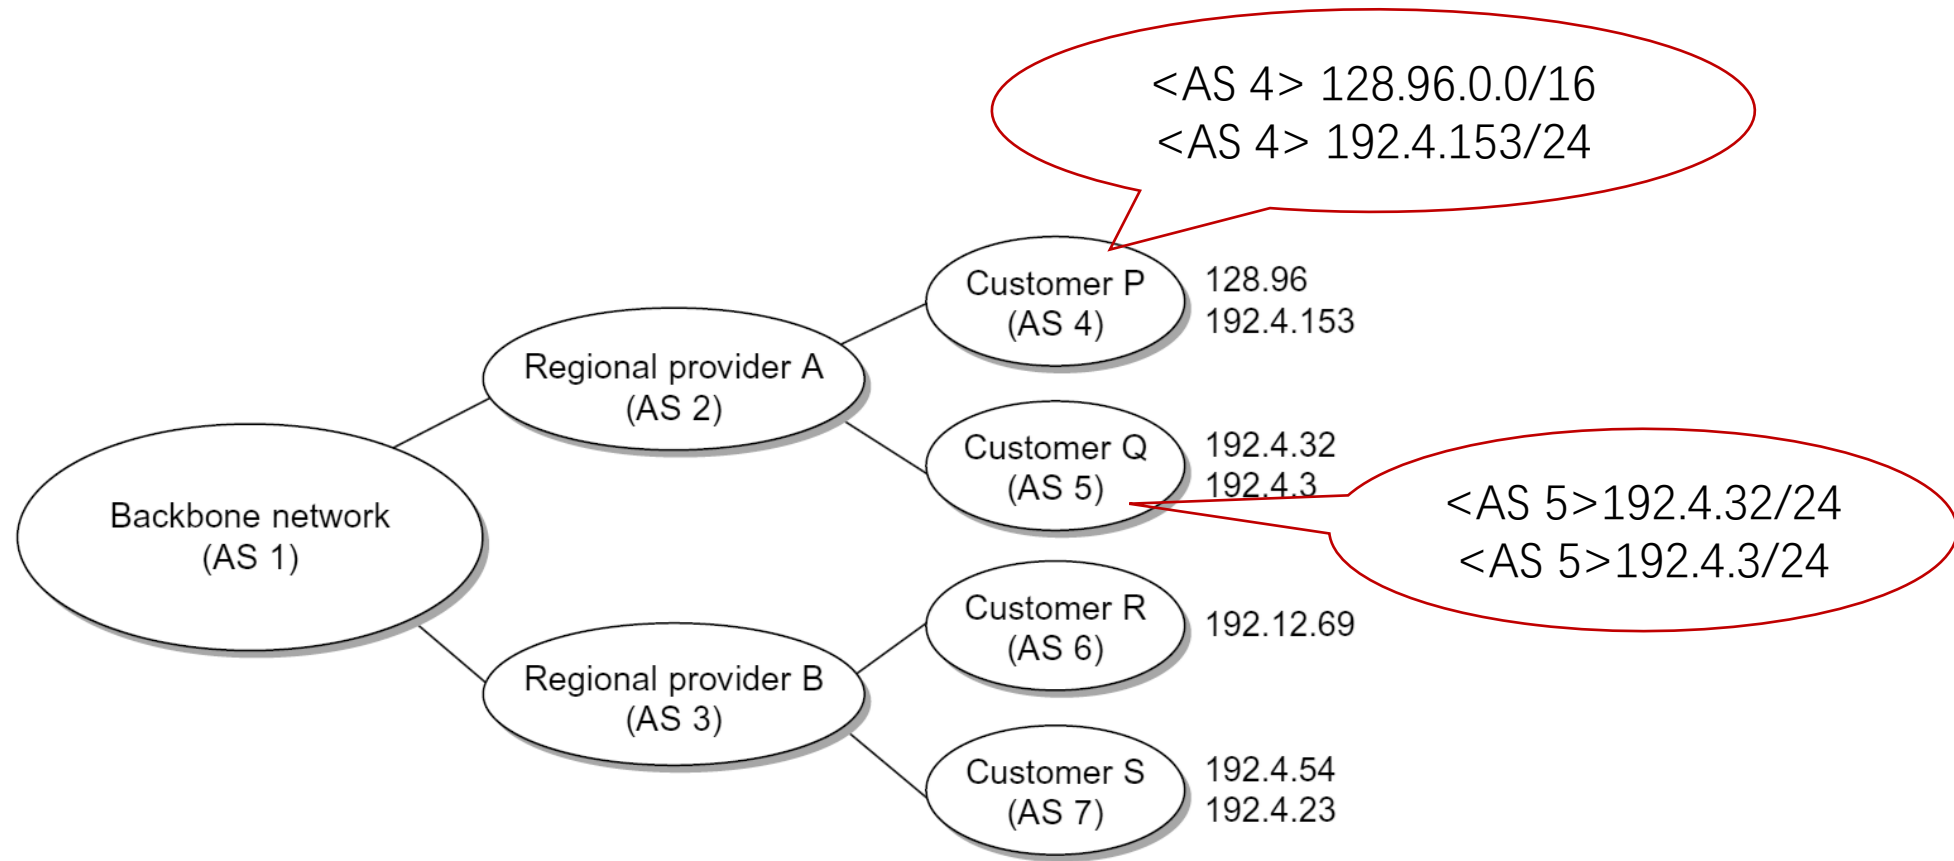 <AS 4> 128.96.0.0/16
<AS 4> 192.4.153/24
Customer P
(AS 4)
128.96
192.4.153
Regional provider A
(AS 2)
Customer Q
(AS 5)
192.4.32
192.4.3
<AS 5>192.4.32/24
<AS 5>192.4.3/24
Backbone network
(AS 1)
Customer R
(AS 6)
192.12.69
Regional provider B
(AS 3)
Customer S
(AS 7)
192.4.54
192.4.23